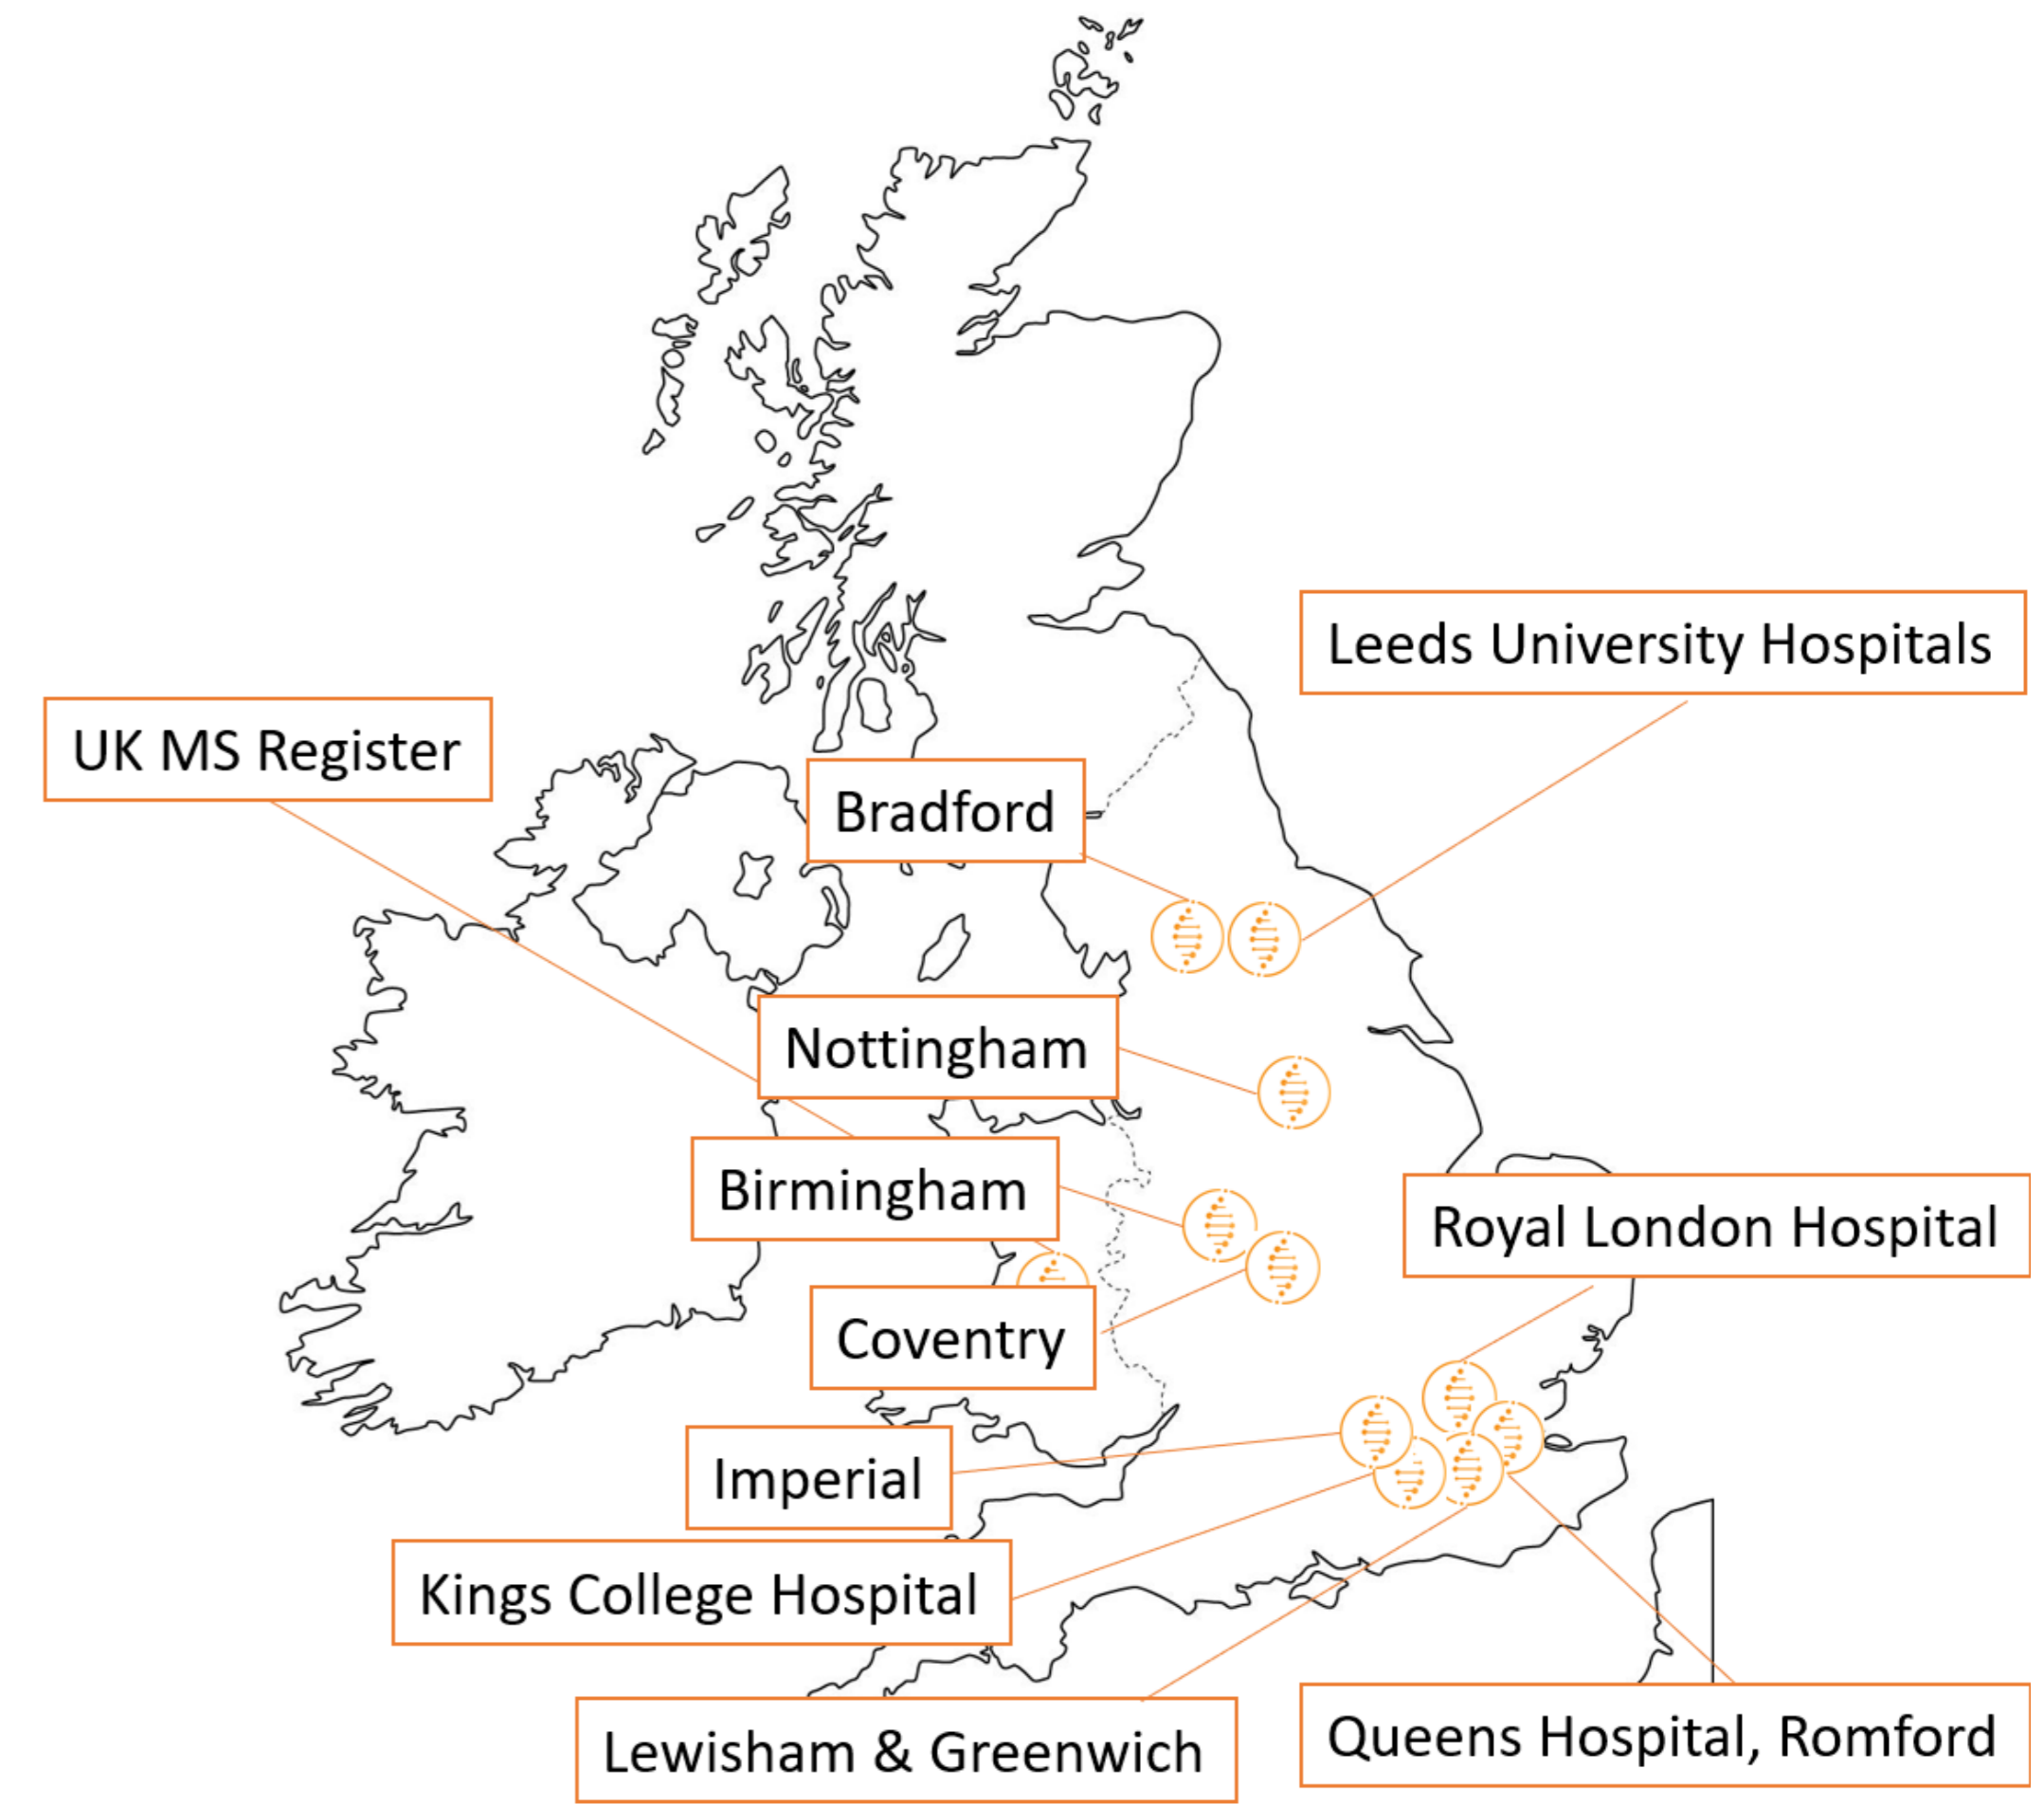 Leeds University Hospitals
UK MS Register
Bradford
Nottingham
Birmingham
Royal London Hospital
Coventry
Imperial
Kings College Hospital
Lewisham & Greenwich
Queens Hospital, Romford